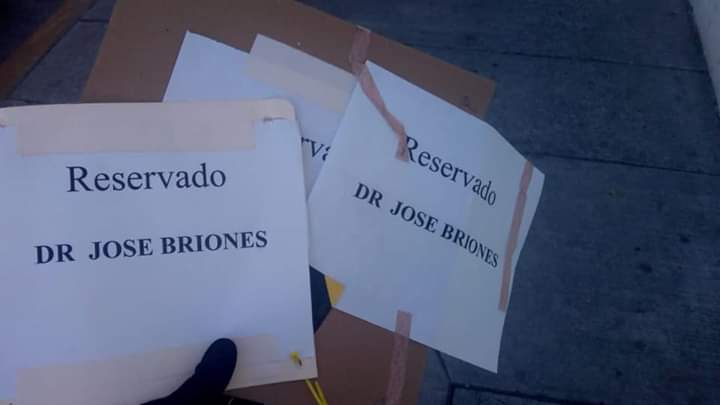 Reservado
DR JOSE BRIONES
Reservado
DR JOSE BRIONES